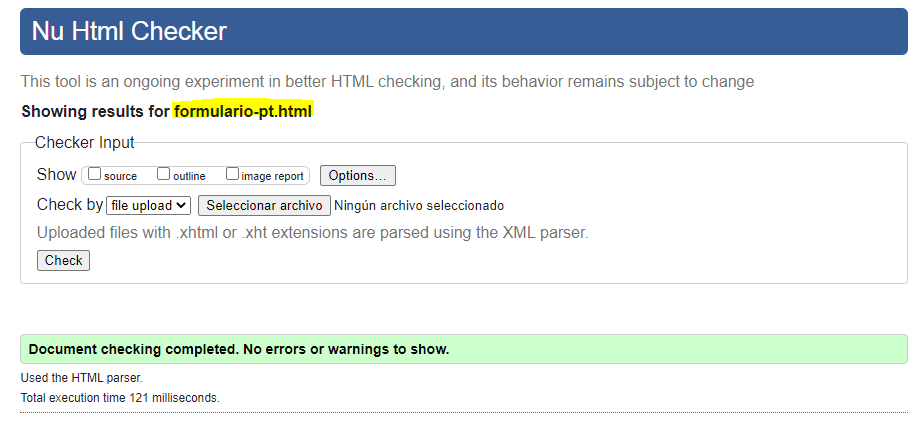 Nu Html Checker
This tool is an ongoing experiment in better HTML checking, and its behavior remains subject to change
Showing results for formulario-pt.html
Checker Input
Show source outline image report Options...
Check by file upload Seleccionar archivo Ningún archivo seleccionado
Uploaded files with .xhtml or .xht extensions are parsed using the XML parser.
Check
Document checking completed. No errors or warnings to show.
Used the HTML parser.
Total execution time 121 milliseconds.